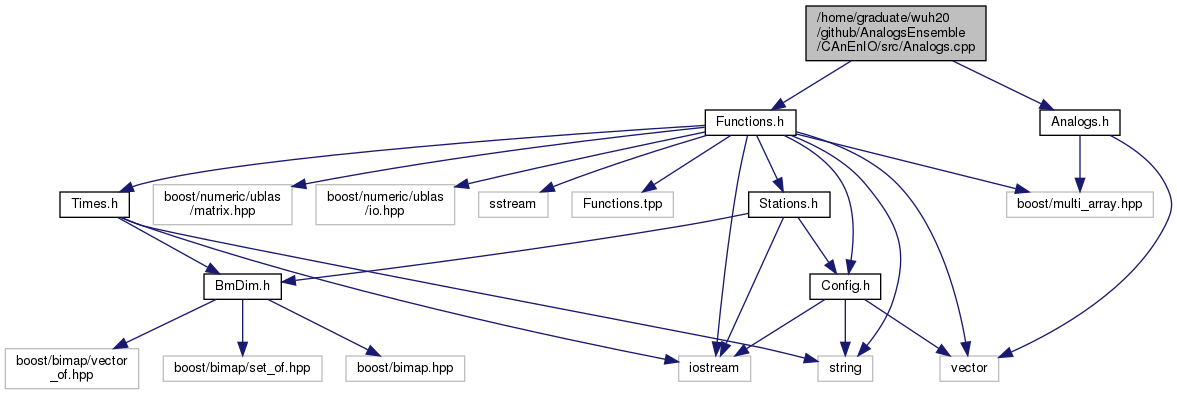 /home/graduate/wuh20
/github/AnalogsEnsemble
/CAnEnIO/src/Analogs.cpp
Functions.h
Analogs.h
Times.h
boost/numeric/ublas
/matrix.hpp
boost/numeric/ublas
/io.hpp
sstream
Functions.tpp
Stations.h
boost/multi_array.hpp
BmDim.h
Config.h
boost/bimap/vector
_of.hpp
boost/bimap/set_of.hpp
boost/bimap.hpp
iostream
string
vector